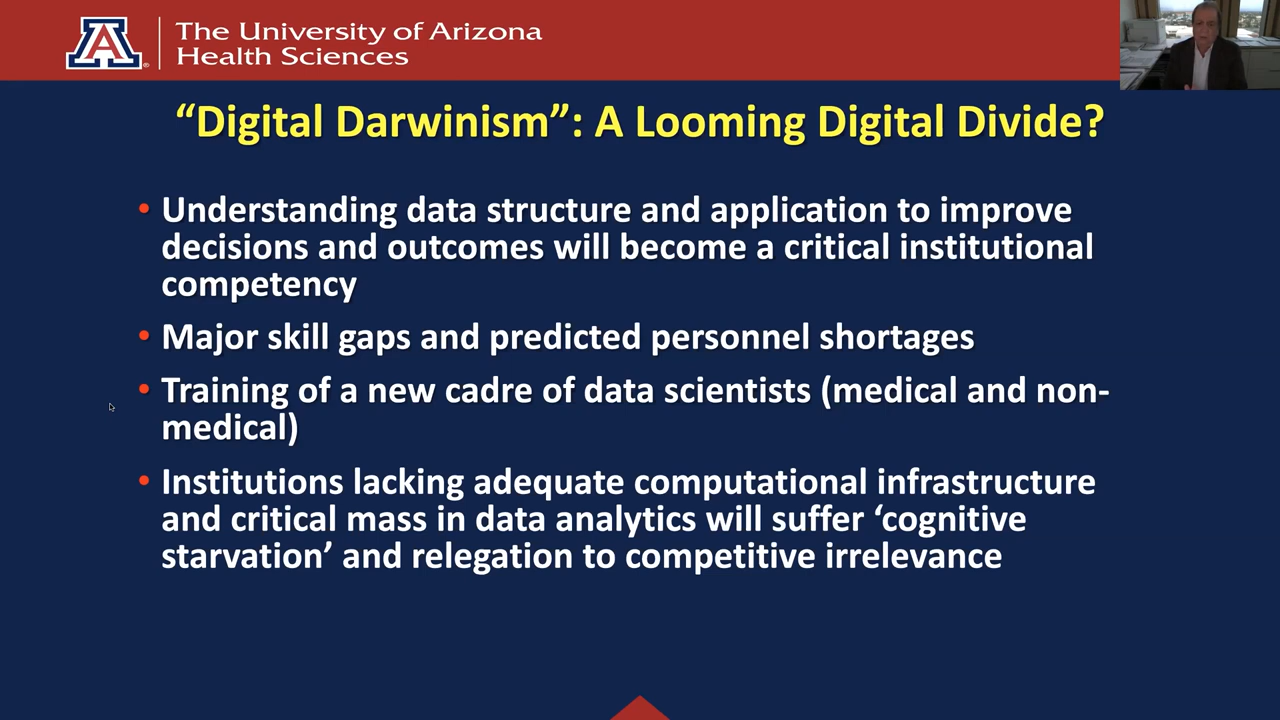 The University of Arizona
Health Sciences
“Digital Darwinism”: A Looming Digital Divide?
• Understanding data structure and application to improve
decisions and outcomes will become a critical institutional
competency
• Major skill gaps and predicted personnel shortages
• Training of a new cadre of data scientists (medical and non-
medical)
• Institutions lacking adequate computational infrastructure
and critical mass in data analytics will suffer ‘cognitive
starvation’ and relegation to competitive irrelevance